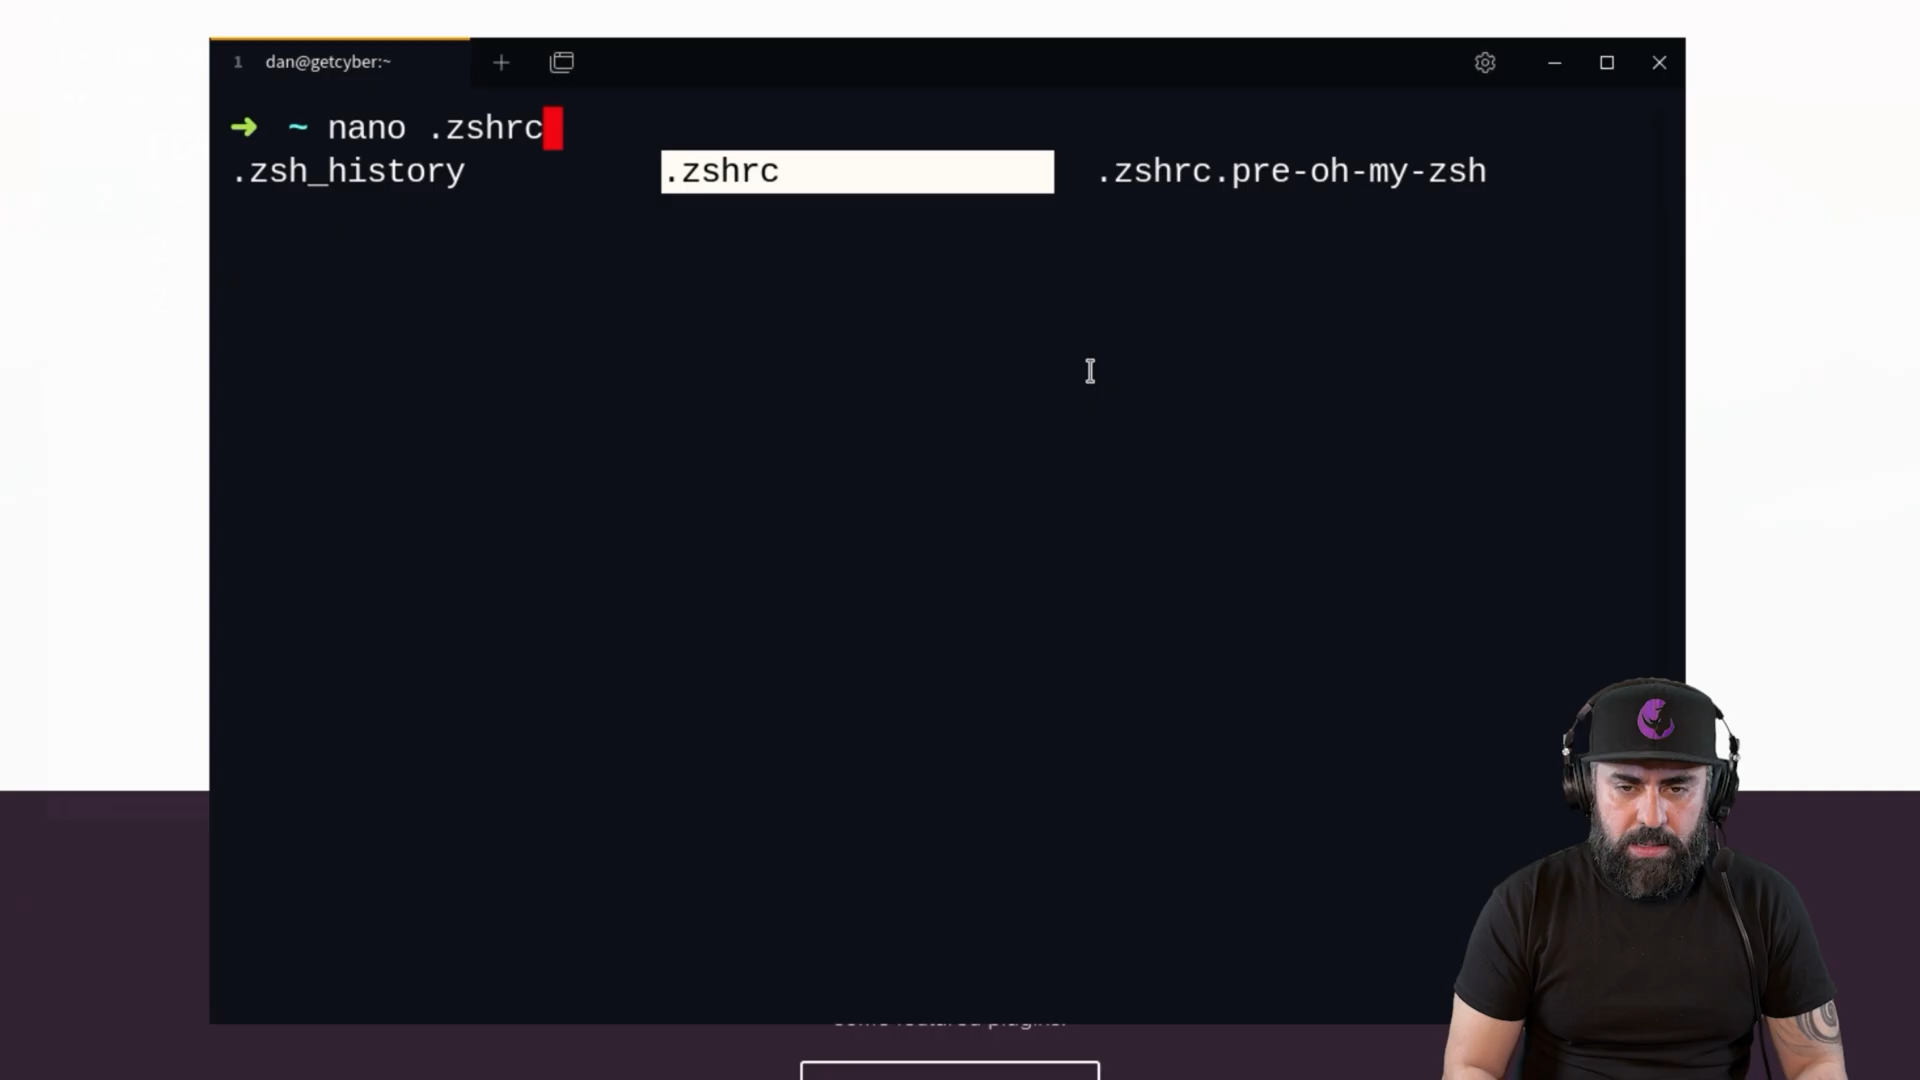 1 dan@getcyber:~
➜ ~ nano .zshrc
.zsh_history .zshrc .zshrc.pre-oh-my-zsh